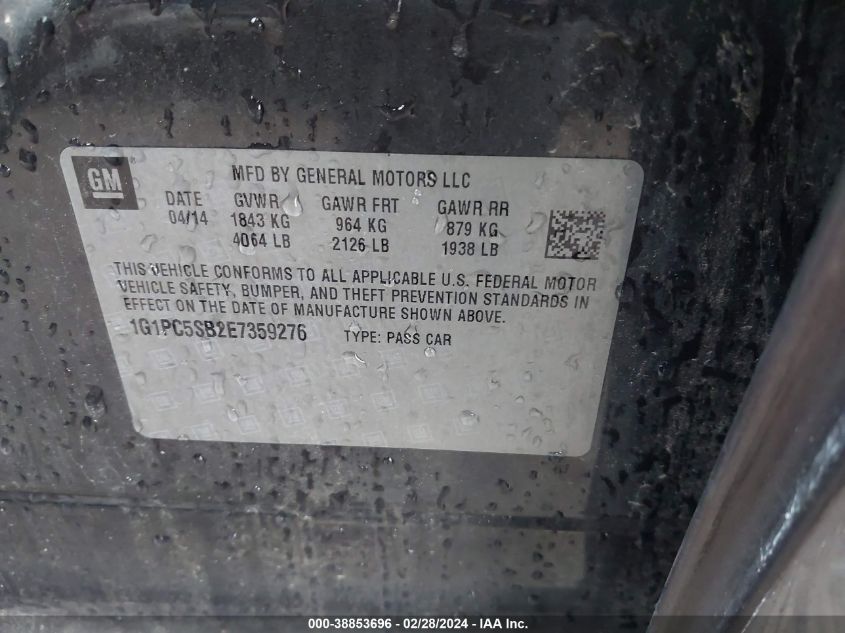 GM
MFD BY GENERAL MOTORS LLC
DATE GVWR GAWR FRT GAWR RR
04/14 1843 KG 964 KG 879 KG
4064 LB 2126 LB 1938 LB
THIS VEHICLE CONFORMS TO ALL APPLICABLE U.S. FEDERAL MOTOR
VEHICLE SAFETY, BUMPER, AND THEFT PREVENTION STANDARDS IN
EFFECT ON THE DATE OF MANUFACTURE SHOWN ABOVE.
1G1PC5SB2E7359276 TYPE: PASS CAR
000-38853696 - 02/28/2024 - IAA Inc.